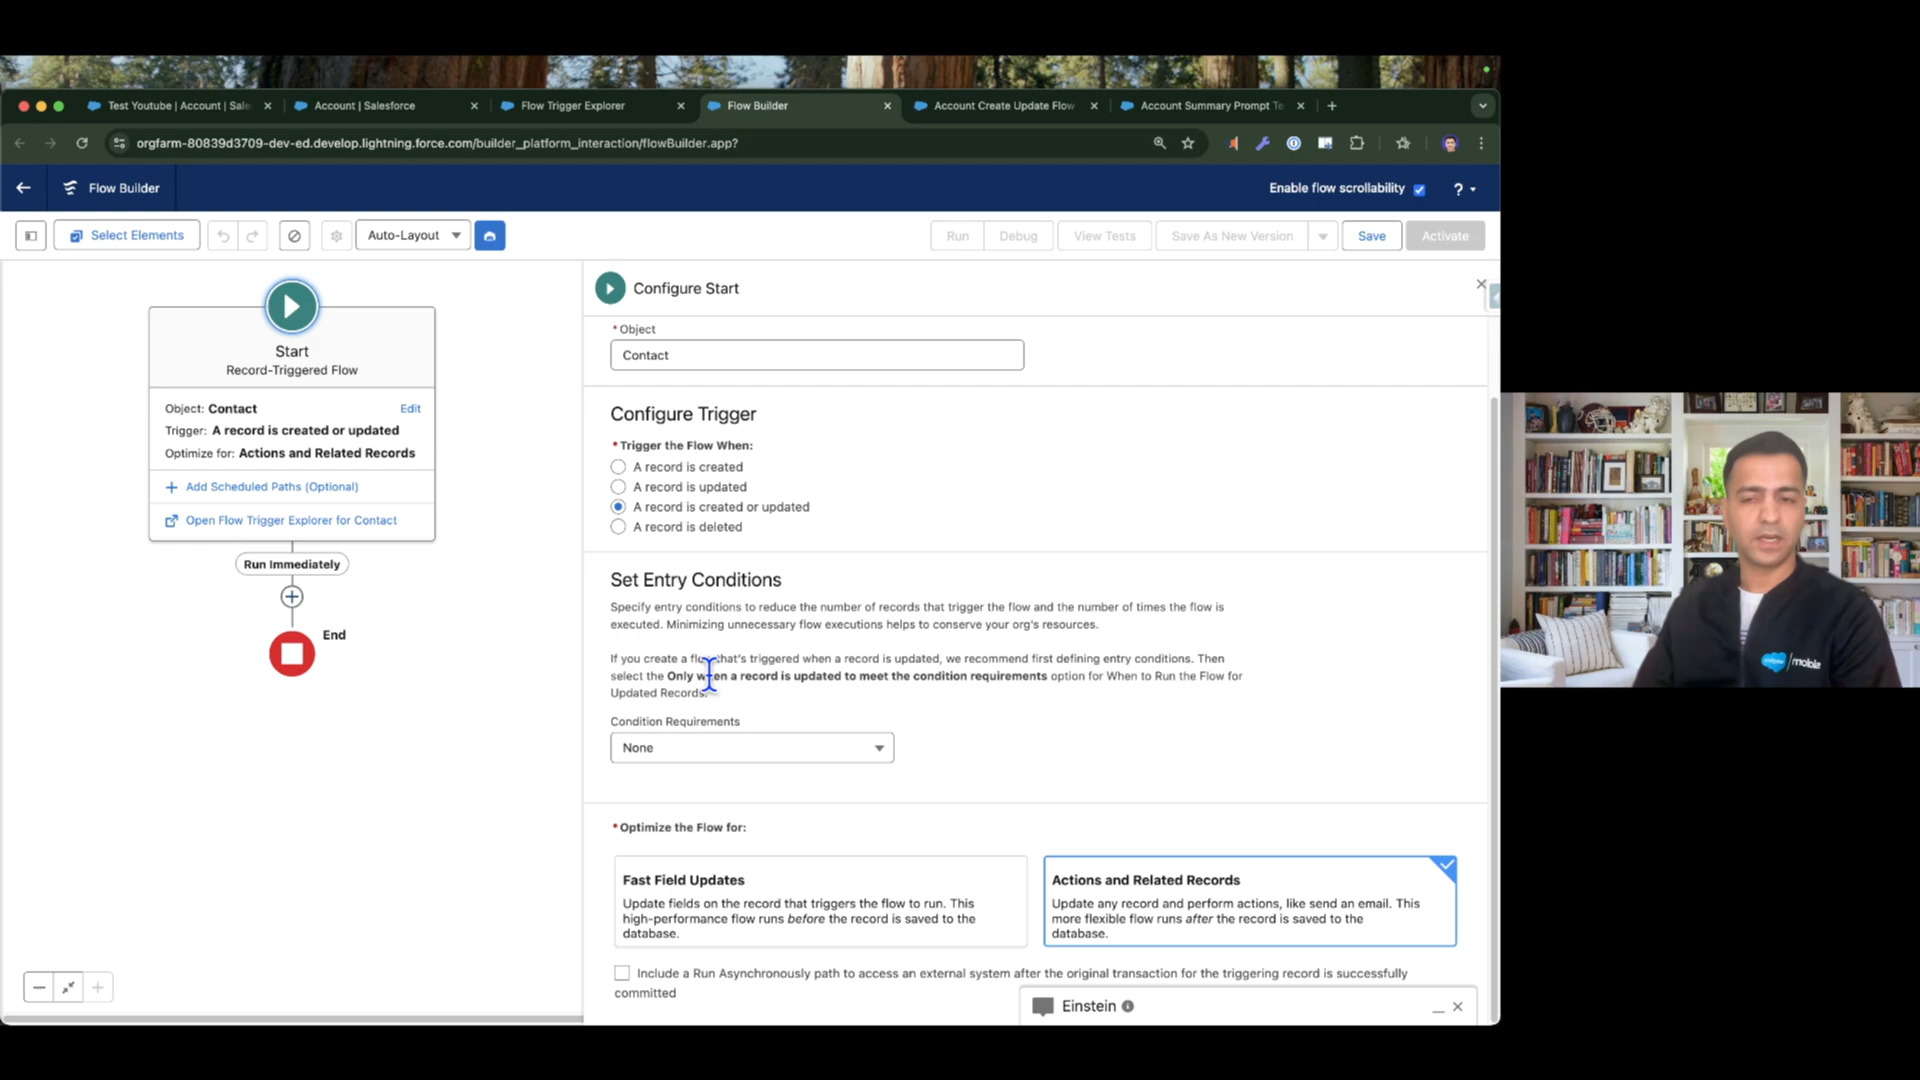 Test Youtube | Account | Sale
Account | Salesforce
Flow Trigger Explorer
Flow Builder
Account Create Update Flow
Account Summary Prompt Te
orgfarm-80839d3709-dev-ed.develop.lightning.force.com/builder_platform_interaction/flowBuilder.app?
Flow Builder
Enable flow scrollability
?
Select Elements
Auto-Layout
Run
Debug
View Tests
Save As New Version
Save
Activate
Start
Record-Triggered Flow
Object: Contact
Edit
Trigger: A record is created or updated
Optimize for: Actions and Related Records
Add Scheduled Paths (Optional)
Open Flow Trigger Explorer for Contact
Run Immediately
End
Configure Start
* Object
Contact
Configure Trigger
* Trigger the Flow When:
A record is created
A record is updated
A record is created or updated
A record is deleted
Set Entry Conditions
Specify entry conditions to reduce the number of records that trigger the flow and the number of times the flow is
executed. Minimizing unnecessary flow executions helps to conserve your org's resources.
If you create a flow that's triggered when a record is updated, we recommend first defining entry conditions. Then
select the Only when a record is updated to meet the condition requirements option for When to Run the Flow for
Updated Records.
Condition Requirements
None
* Optimize the Flow for:
Fast Field Updates
Update fields on the record that triggers the flow to run. This
high-performance flow runs before the record is saved to the
database.
Actions and Related Records
Update any record and perform actions, like send an email. This
more flexible flow runs after the record is saved to the
database.
Include a Run Asynchronously path to access an external system after the original transaction for the triggering record is successfully
committed
Einstein